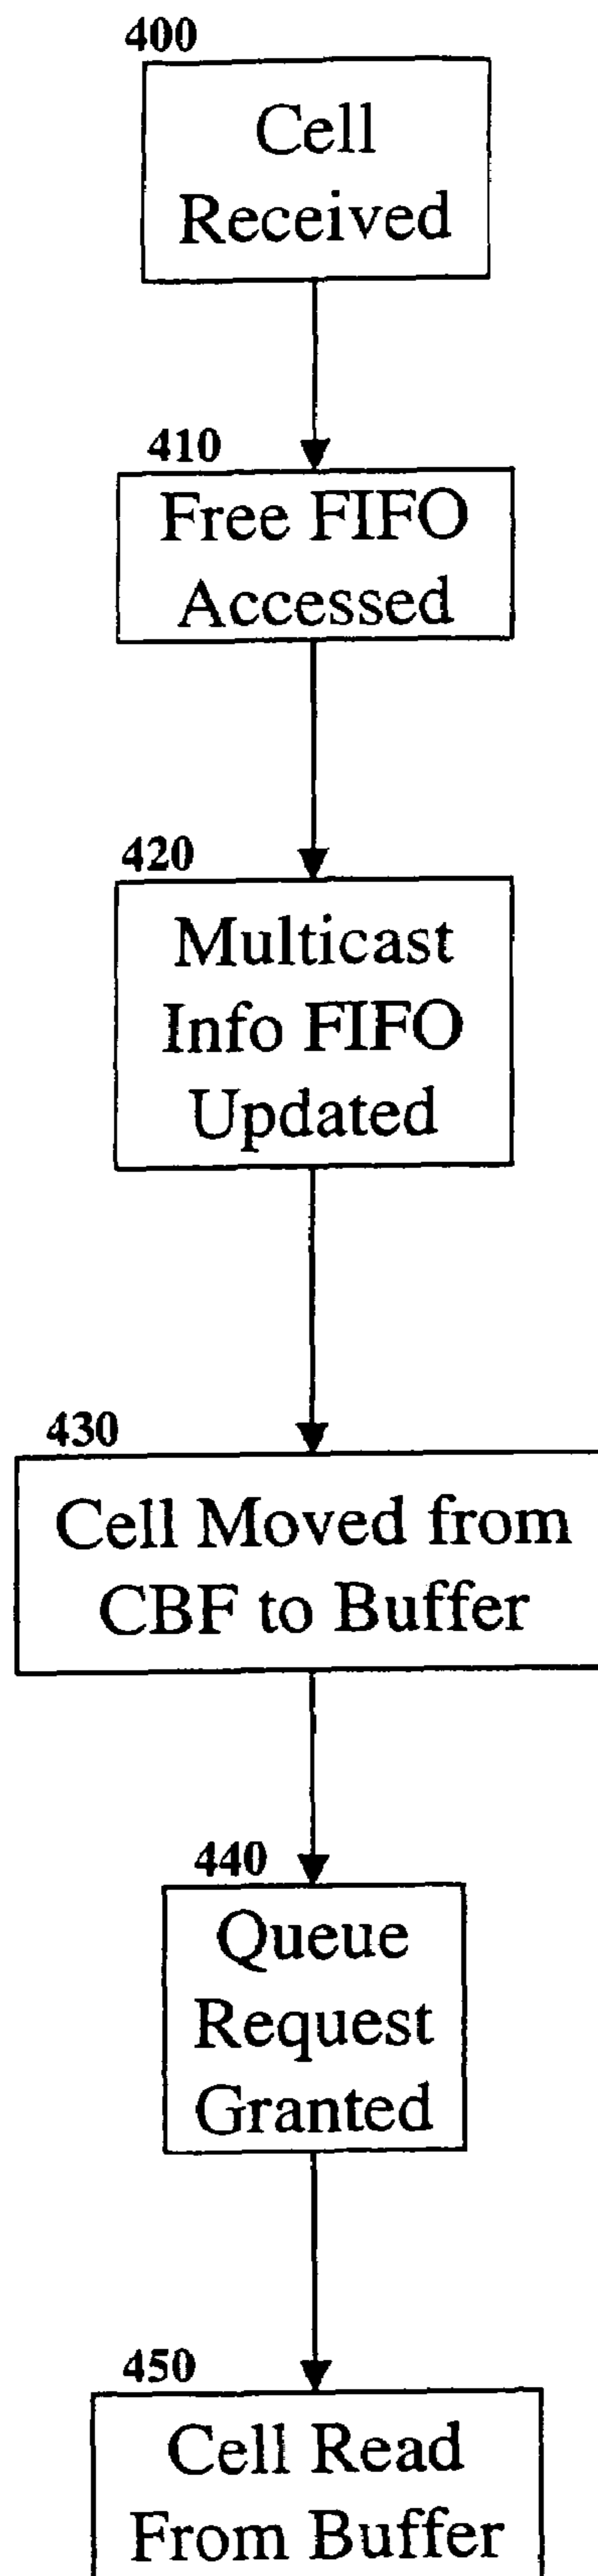 400
Cell
Received
410
Free FIFO
Accessed
420
Multicast
Info FIFO
Updated
430
Cell Moved from
CBF to Buffer
440
Queue
Request
Granted
450
Cell Read
From Buffer